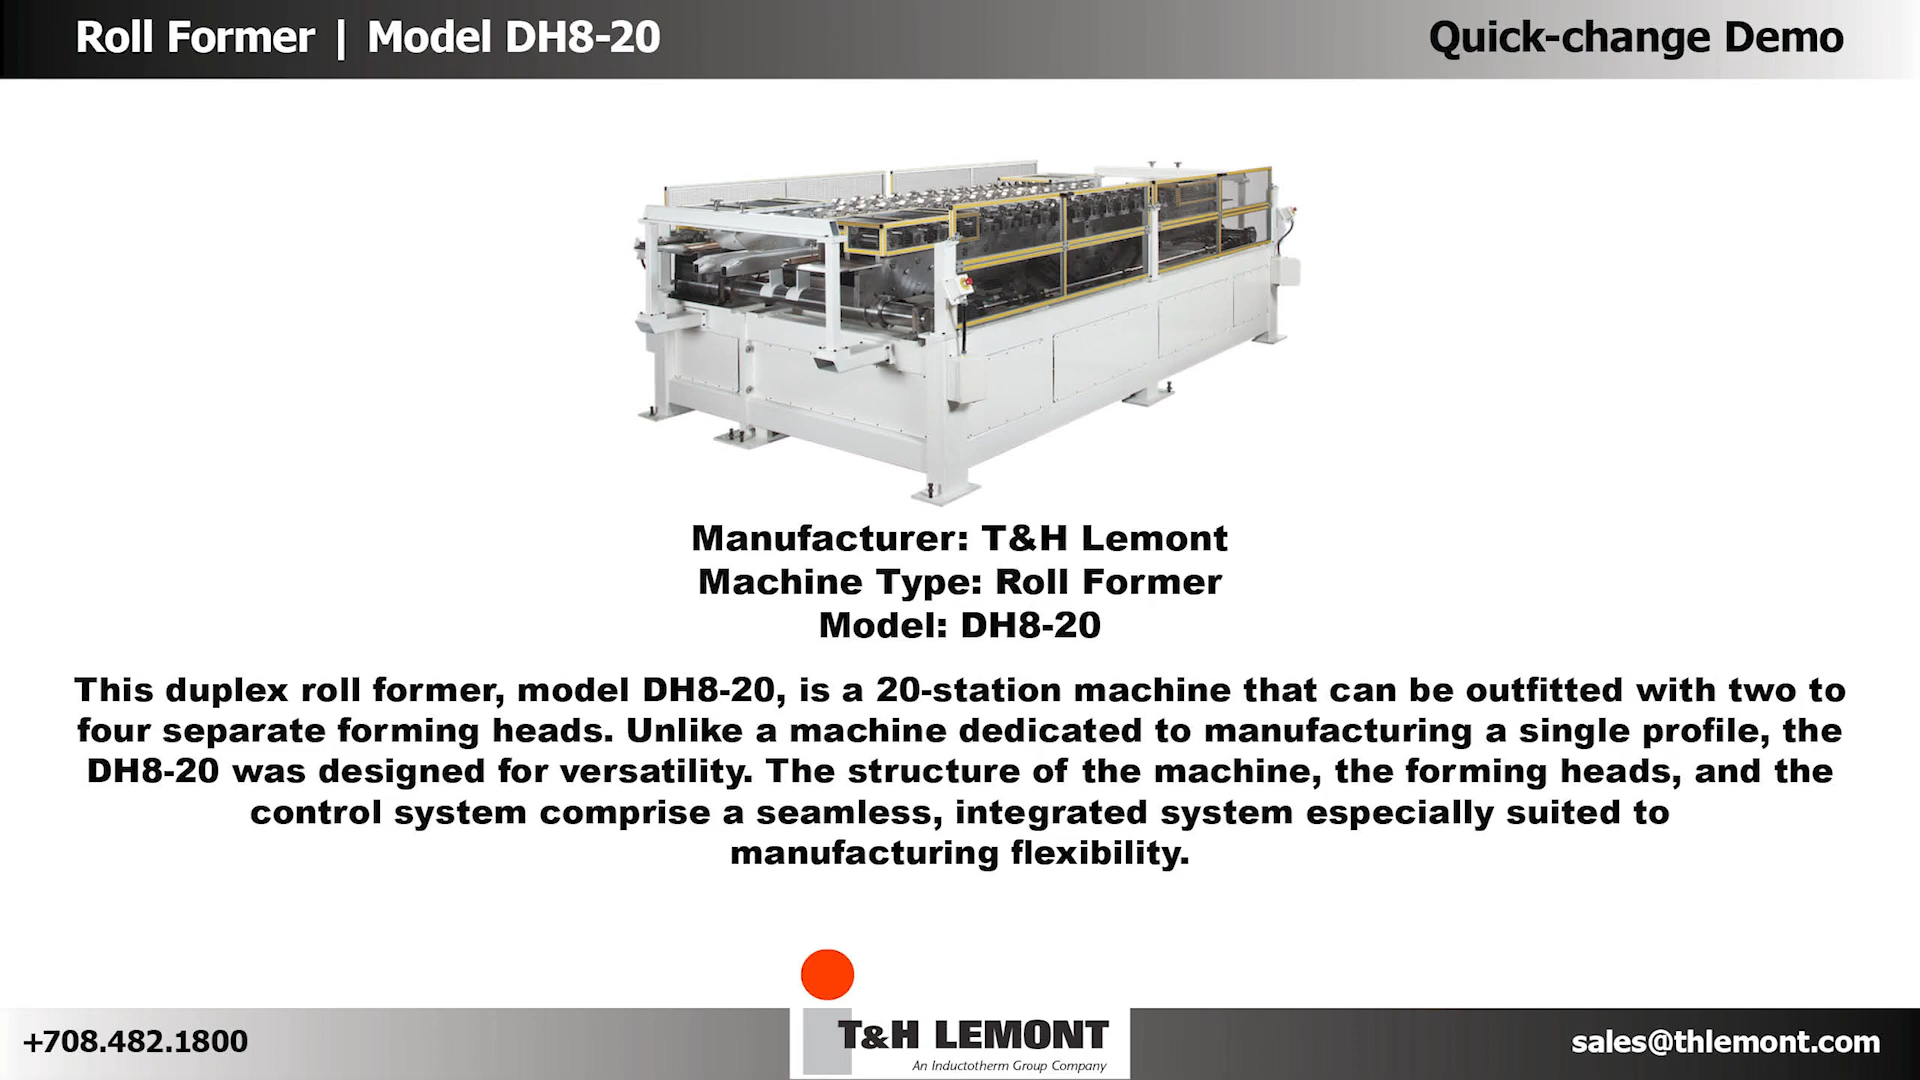 Roll Former | Model DH8-20
Quick-change Demo
Manufacturer: T&H Lemont
Machine Type: Roll Former
Model: DH8-20
This duplex roll former, model DH8-20, is a 20-station machine that can be outfitted with two to
four separate forming heads. Unlike a machine dedicated to manufacturing a single profile, the
DH8-20 was designed for versatility. The structure of the machine, the forming heads, and the
control system comprise a seamless, integrated system especially suited to
manufacturing flexibility.
+708.482.1800
T&H LEMONT
An Inductotherm Group Company
sales@thlemont.com